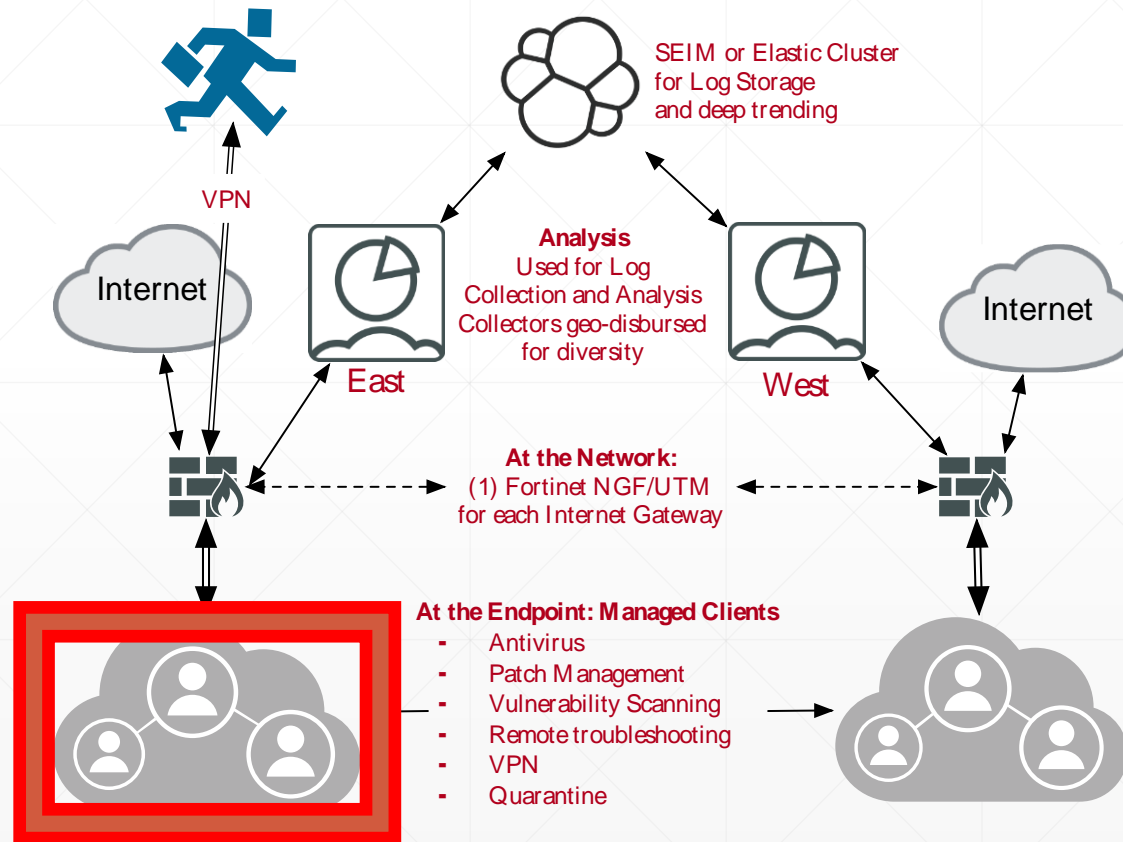 SEIM or Elastic Cluster
for Log Storage
and deep trending
VPN
Internet
Analysis
Used for Log
Collection and Analysis
Collectors geo-disbursed
for diversity
Internet
East
West
At the Network:
(1) Fortinet NGF/UTM
for each Internet Gateway
At the Endpoint: Managed Clients
- Antivirus
- Patch Management
- Vulnerability Scanning
- Remote troubleshooting
- VPN
- Quarantine